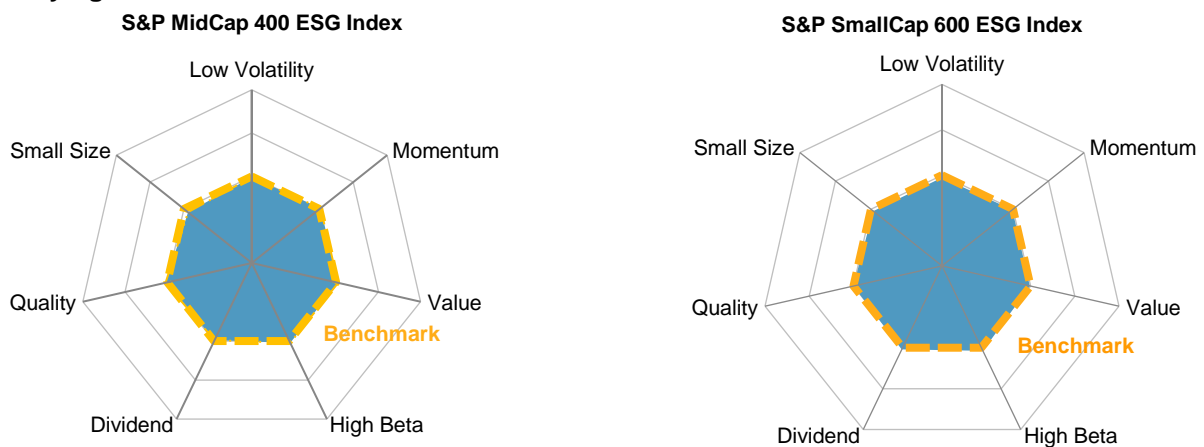 S&P MidCap 400 ESG Index
Low Volatility
Small Size
Momentum
Quality
Value
Benchmark
Dividend
High Beta
S&P SmallCap 600 ESG Index
Low Volatility
Small Size
Momentum
Quality
Value
Benchmark
Dividend
High Beta